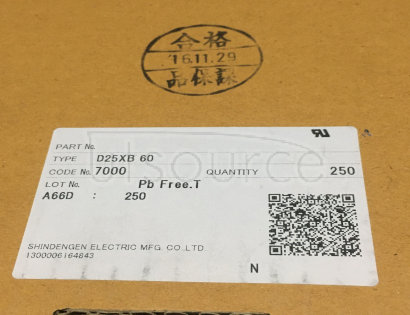 合格
'16.11.29
品保課
PART No.
TYPE D25XB 60
CODE No. 7000 QUANTITY 250
LOT No. Pb Free.T
A66D : 250
Utsource
SHINDENGEN ELECTRIC MFG. CO.LTD
1300006164843
N